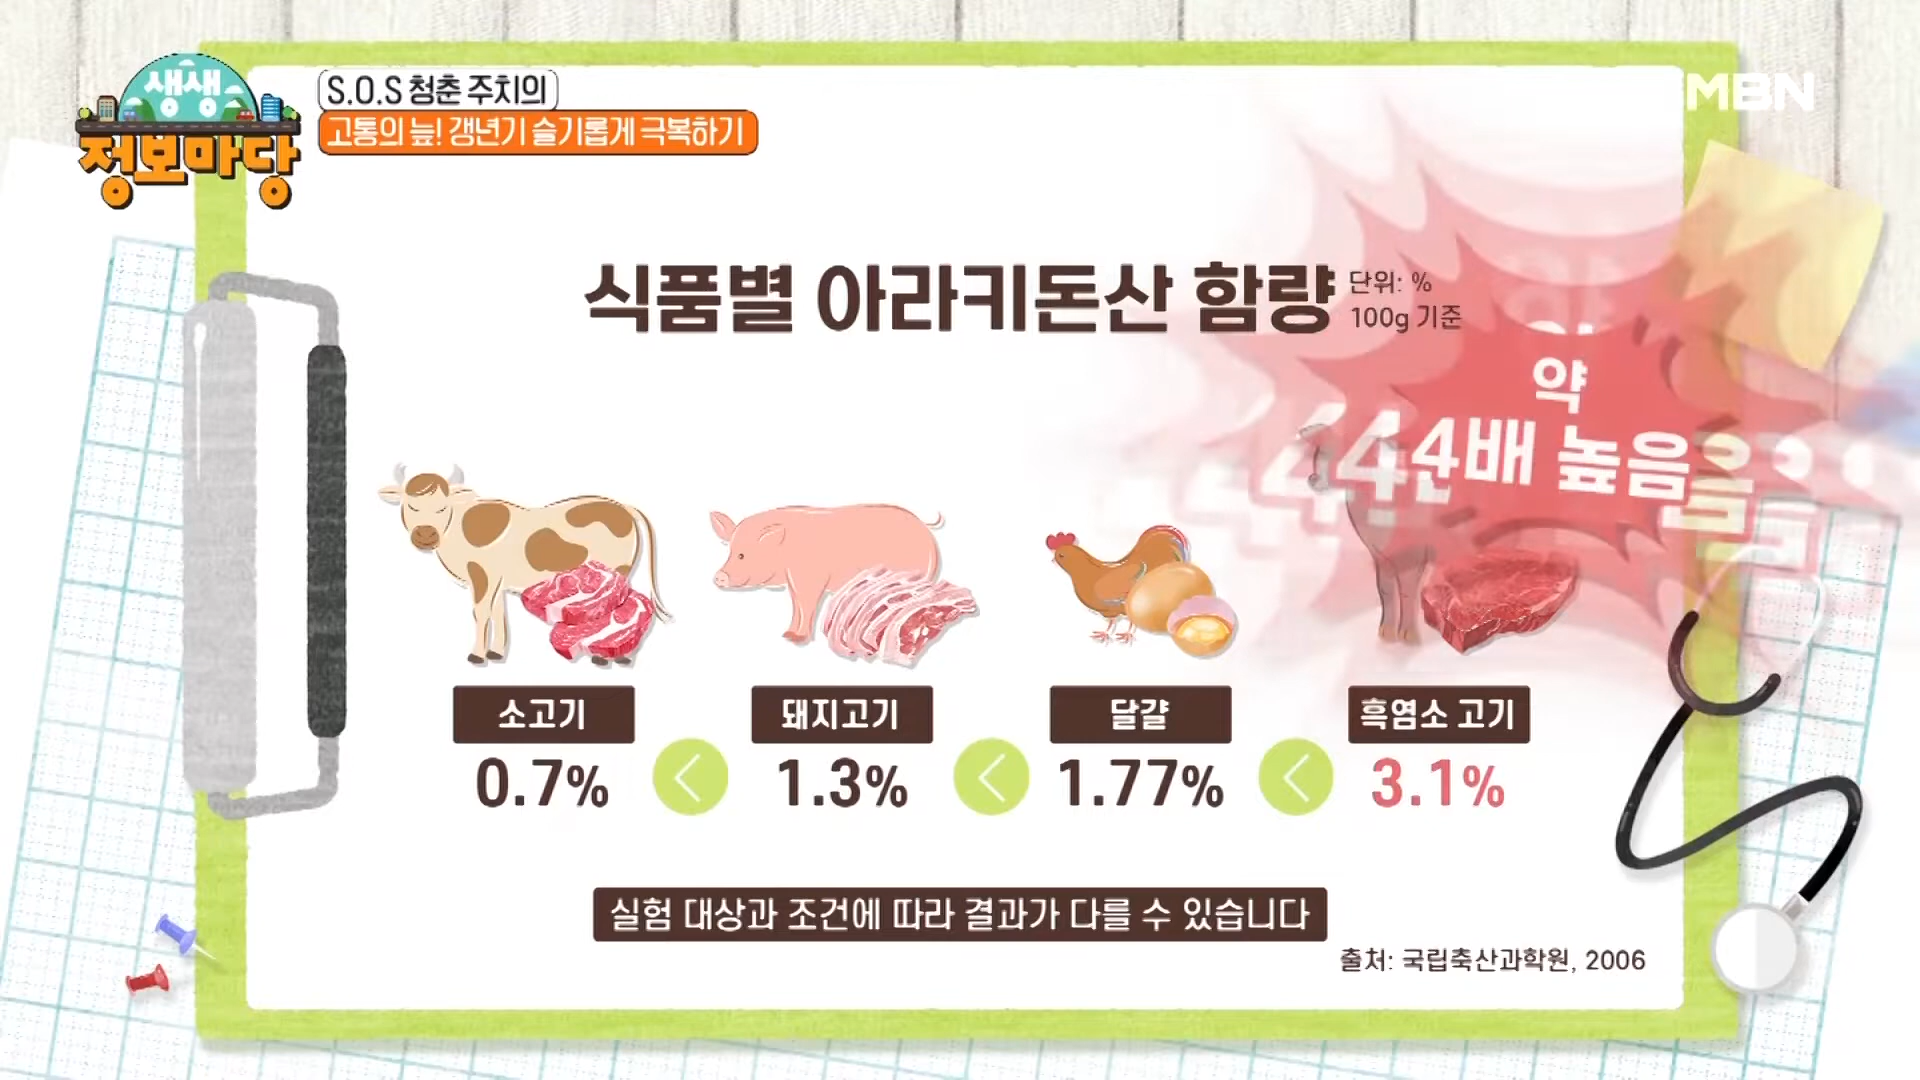 생생
정보마당
S.O.S 청춘 주치의
고통의 늪! 갱년기 슬기롭게 극복하기
MBN
식품별 아라키돈산 함량
단위: %
100g 기준
약
4배 높음
소고기
돼지고기
달걀
흑염소 고기
0.7%
1.3%
1.77%
3.1%
실험 대상과 조건에 따라 결과가 다를 수 있습니다
출처: 국립축산과학원, 2006